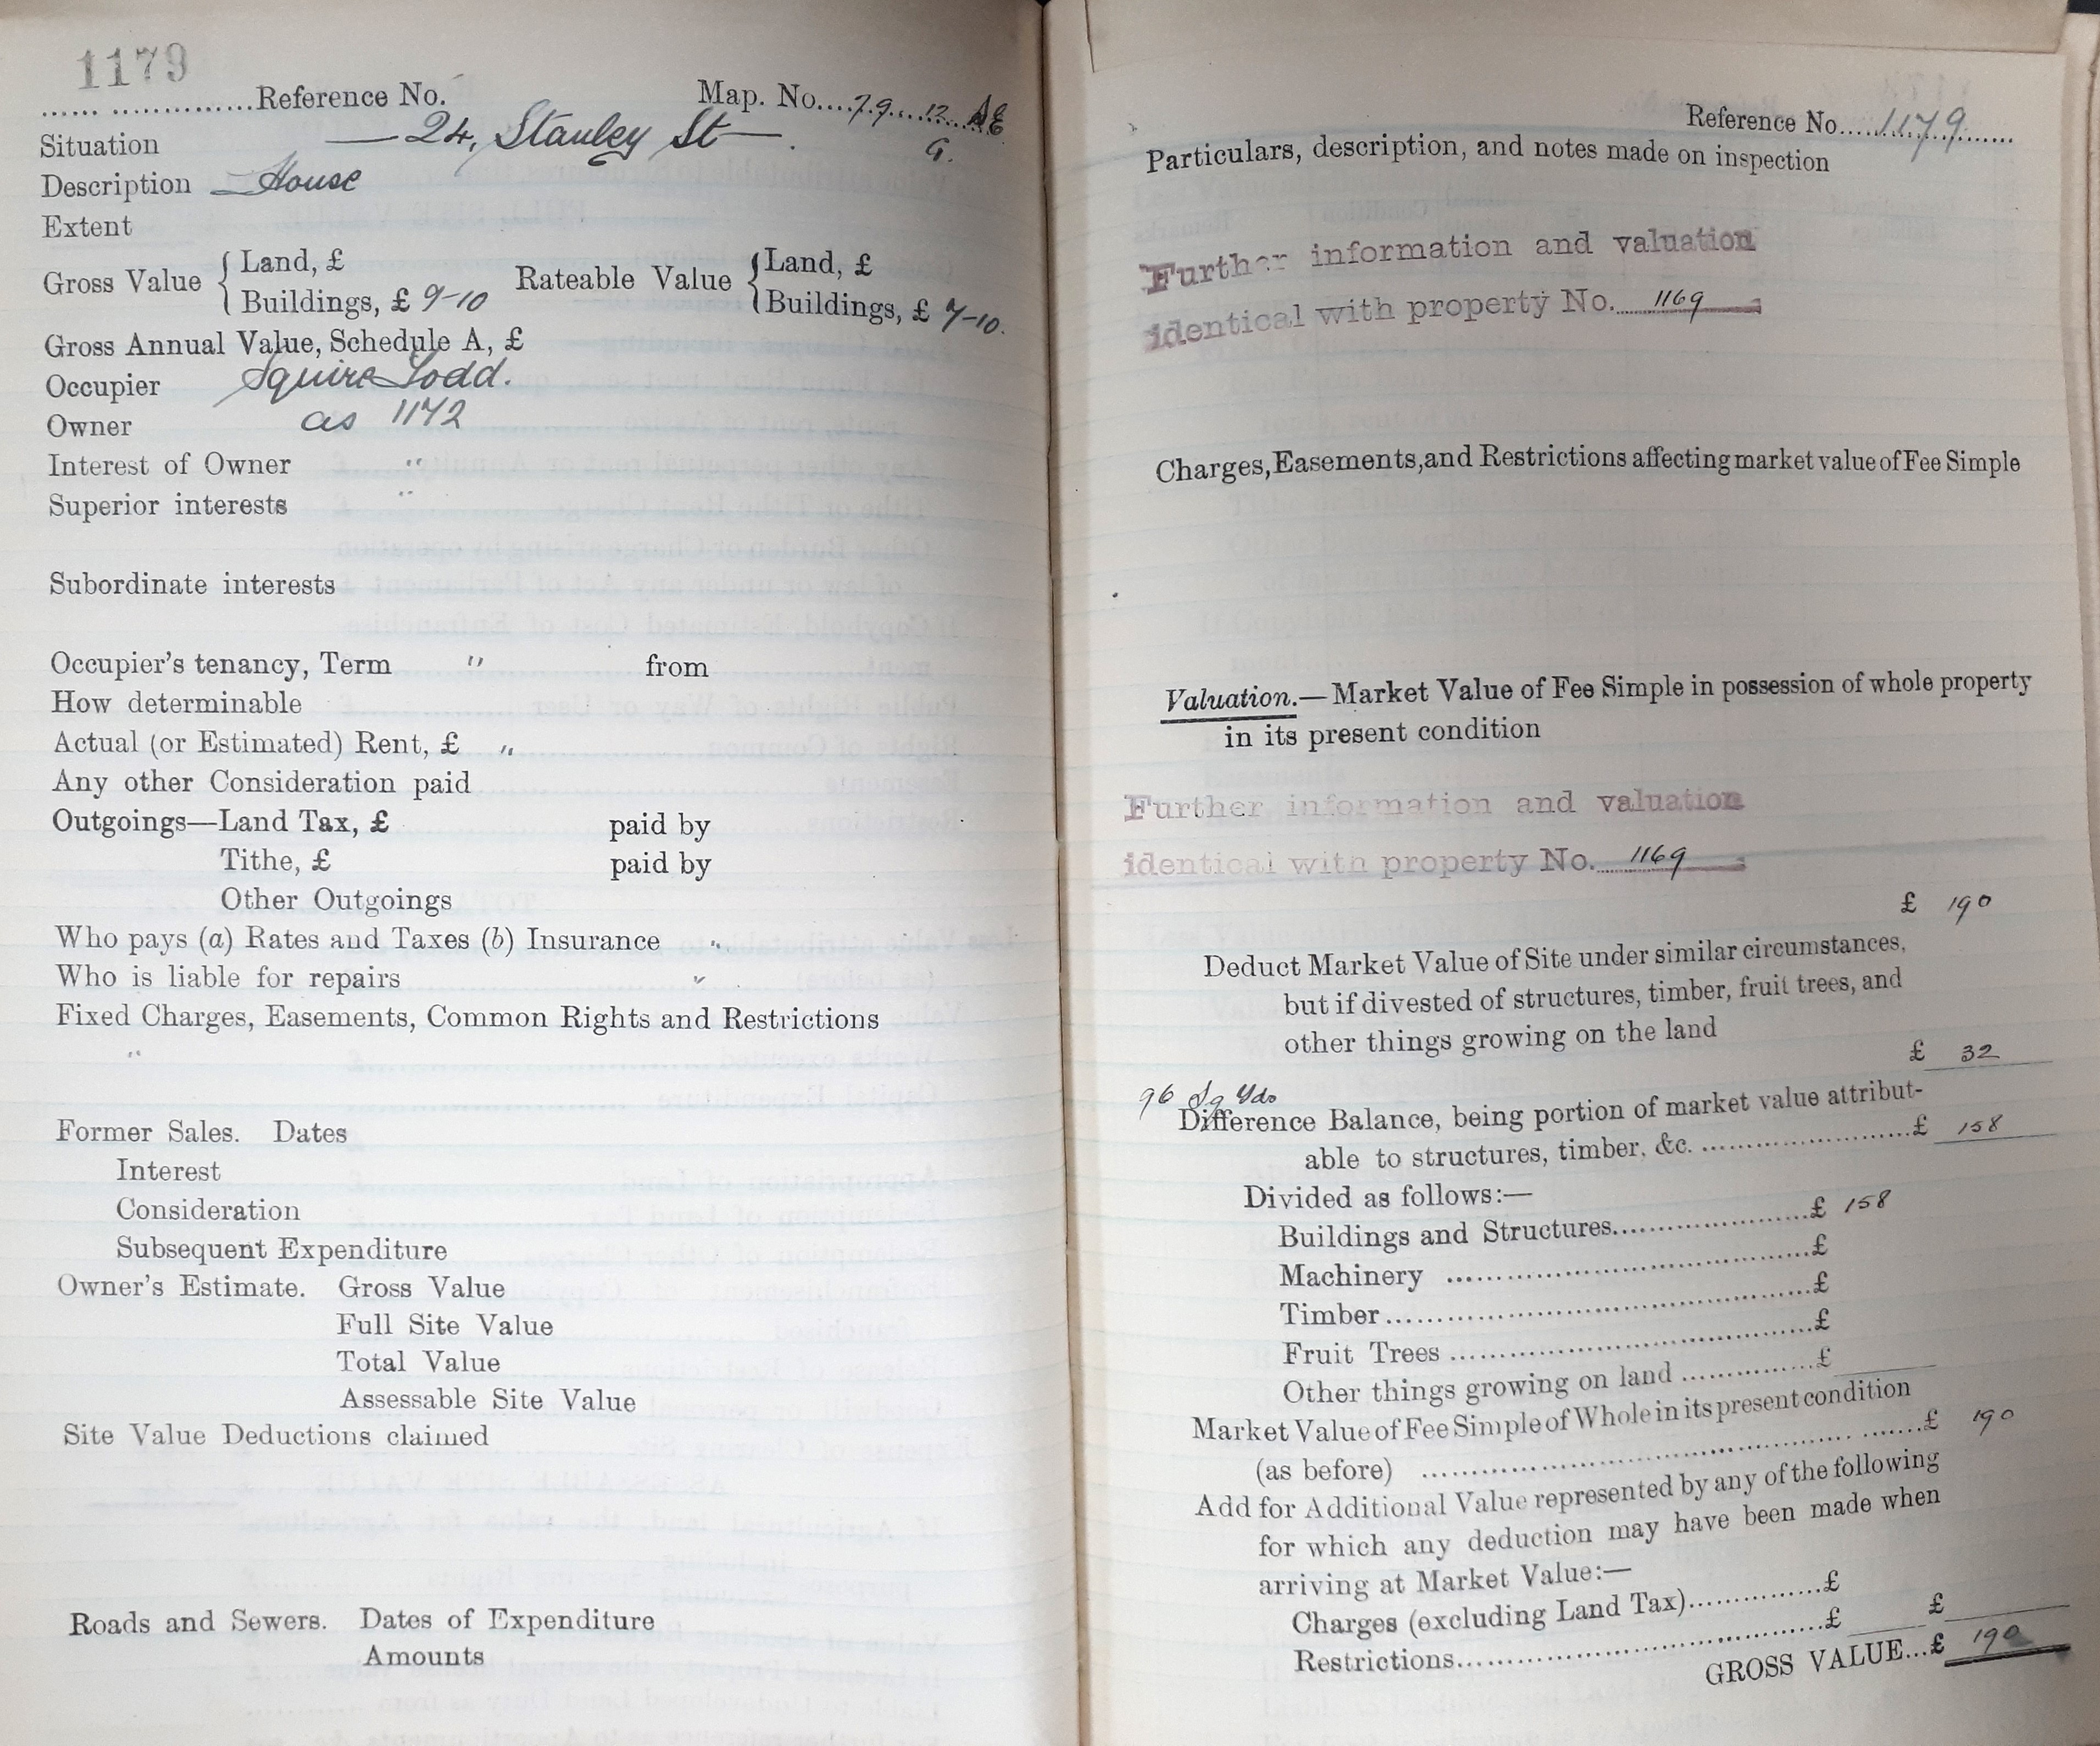 1179
Reference No. Map. No. 79. 12 SE
G.
Situation — 24, Stanley St —
Description House
Extent
Gross Value { Land, £ Rateable Value { Land, £
Buildings, £ 9-10 Buildings, £ 7-10.
Gross Annual Value, Schedule A, £
Occupier Squire Todd.
Owner as 1172
Interest of Owner "
Superior interests "
Subordinate interests
Occupier's tenancy, Term " from
How determinable
Actual (or Estimated) Rent, £ "
Any other Consideration paid
Outgoings—Land Tax, £ paid by
Tithe, £ paid by
Other Outgoings
Who pays (a) Rates and Taxes (b) Insurance "
Who is liable for repairs "
Fixed Charges, Easements, Common Rights and Restrictions
"
Former Sales. Dates
Interest
Consideration
Subsequent Expenditure
Owner's Estimate. Gross Value
Full Site Value
Total Value
Assessable Site Value
Site Value Deductions claimed
Roads and Sewers. Dates of Expenditure
Amounts
Reference No. 1179
Particulars, description, and notes made on inspection
Further information and valuation
identical with property No. 1169
Charges, Easements, and Restrictions affecting market value of Fee Simple
Valuation.—Market Value of Fee Simple in possession of whole property
in its present condition
Further information and valuation
identical with property No. 1169
£ 190
Deduct Market Value of Site under similar circumstances,
but if divested of structures, timber, fruit trees, and
other things growing on the land
£ 32
96 Sq Yds
Difference Balance, being portion of market value attribut-
able to structures, timber, &c. £ 158
Divided as follows:—
Buildings and Structures £ 158
Machinery £
Timber £
Fruit Trees £
Other things growing on land £
Market Value of Fee Simple of Whole in its present condition
(as before) £ 190
Add for Additional Value represented by any of the following
for which any deduction may have been made when
arriving at Market Value:—
Charges (excluding Land Tax) £
Restrictions £ £
GROSS VALUE...£ 190